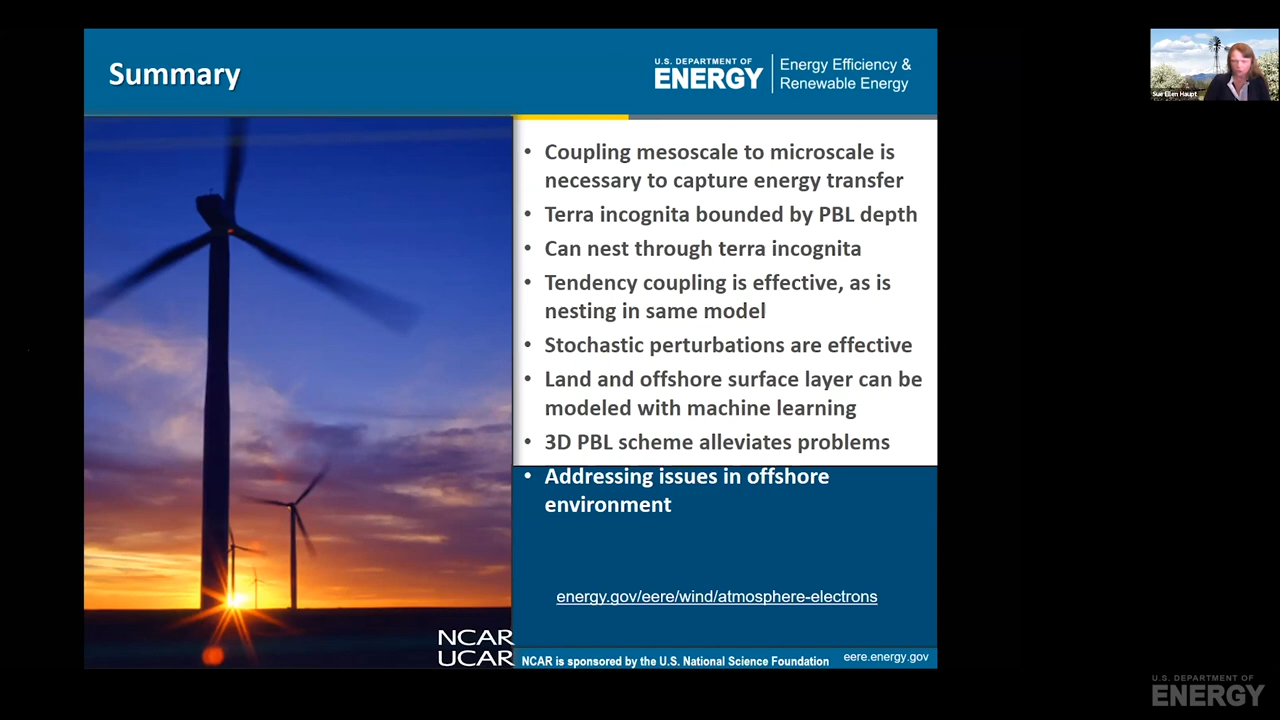 Summary
U.S. DEPARTMENT OF
ENERGY
Energy Efficiency &
Renewable Energy
• Coupling mesoscale to microscale is
necessary to capture energy transfer
• Terra incognita bounded by PBL depth
• Can nest through terra incognita
• Tendency coupling is effective, as is
nesting in same model
• Stochastic perturbations are effective
• Land and offshore surface layer can be
modeled with machine learning
• 3D PBL scheme alleviates problems
• Addressing issues in offshore
environment
energy.gov/eere/wind/atmosphere-electrons
NCAR
UCAR
NCAR is sponsored by the U.S. National Science Foundation
eere.energy.gov
Sue Ellen Haupt
U.S. DEPARTMENT OF
ENERGY